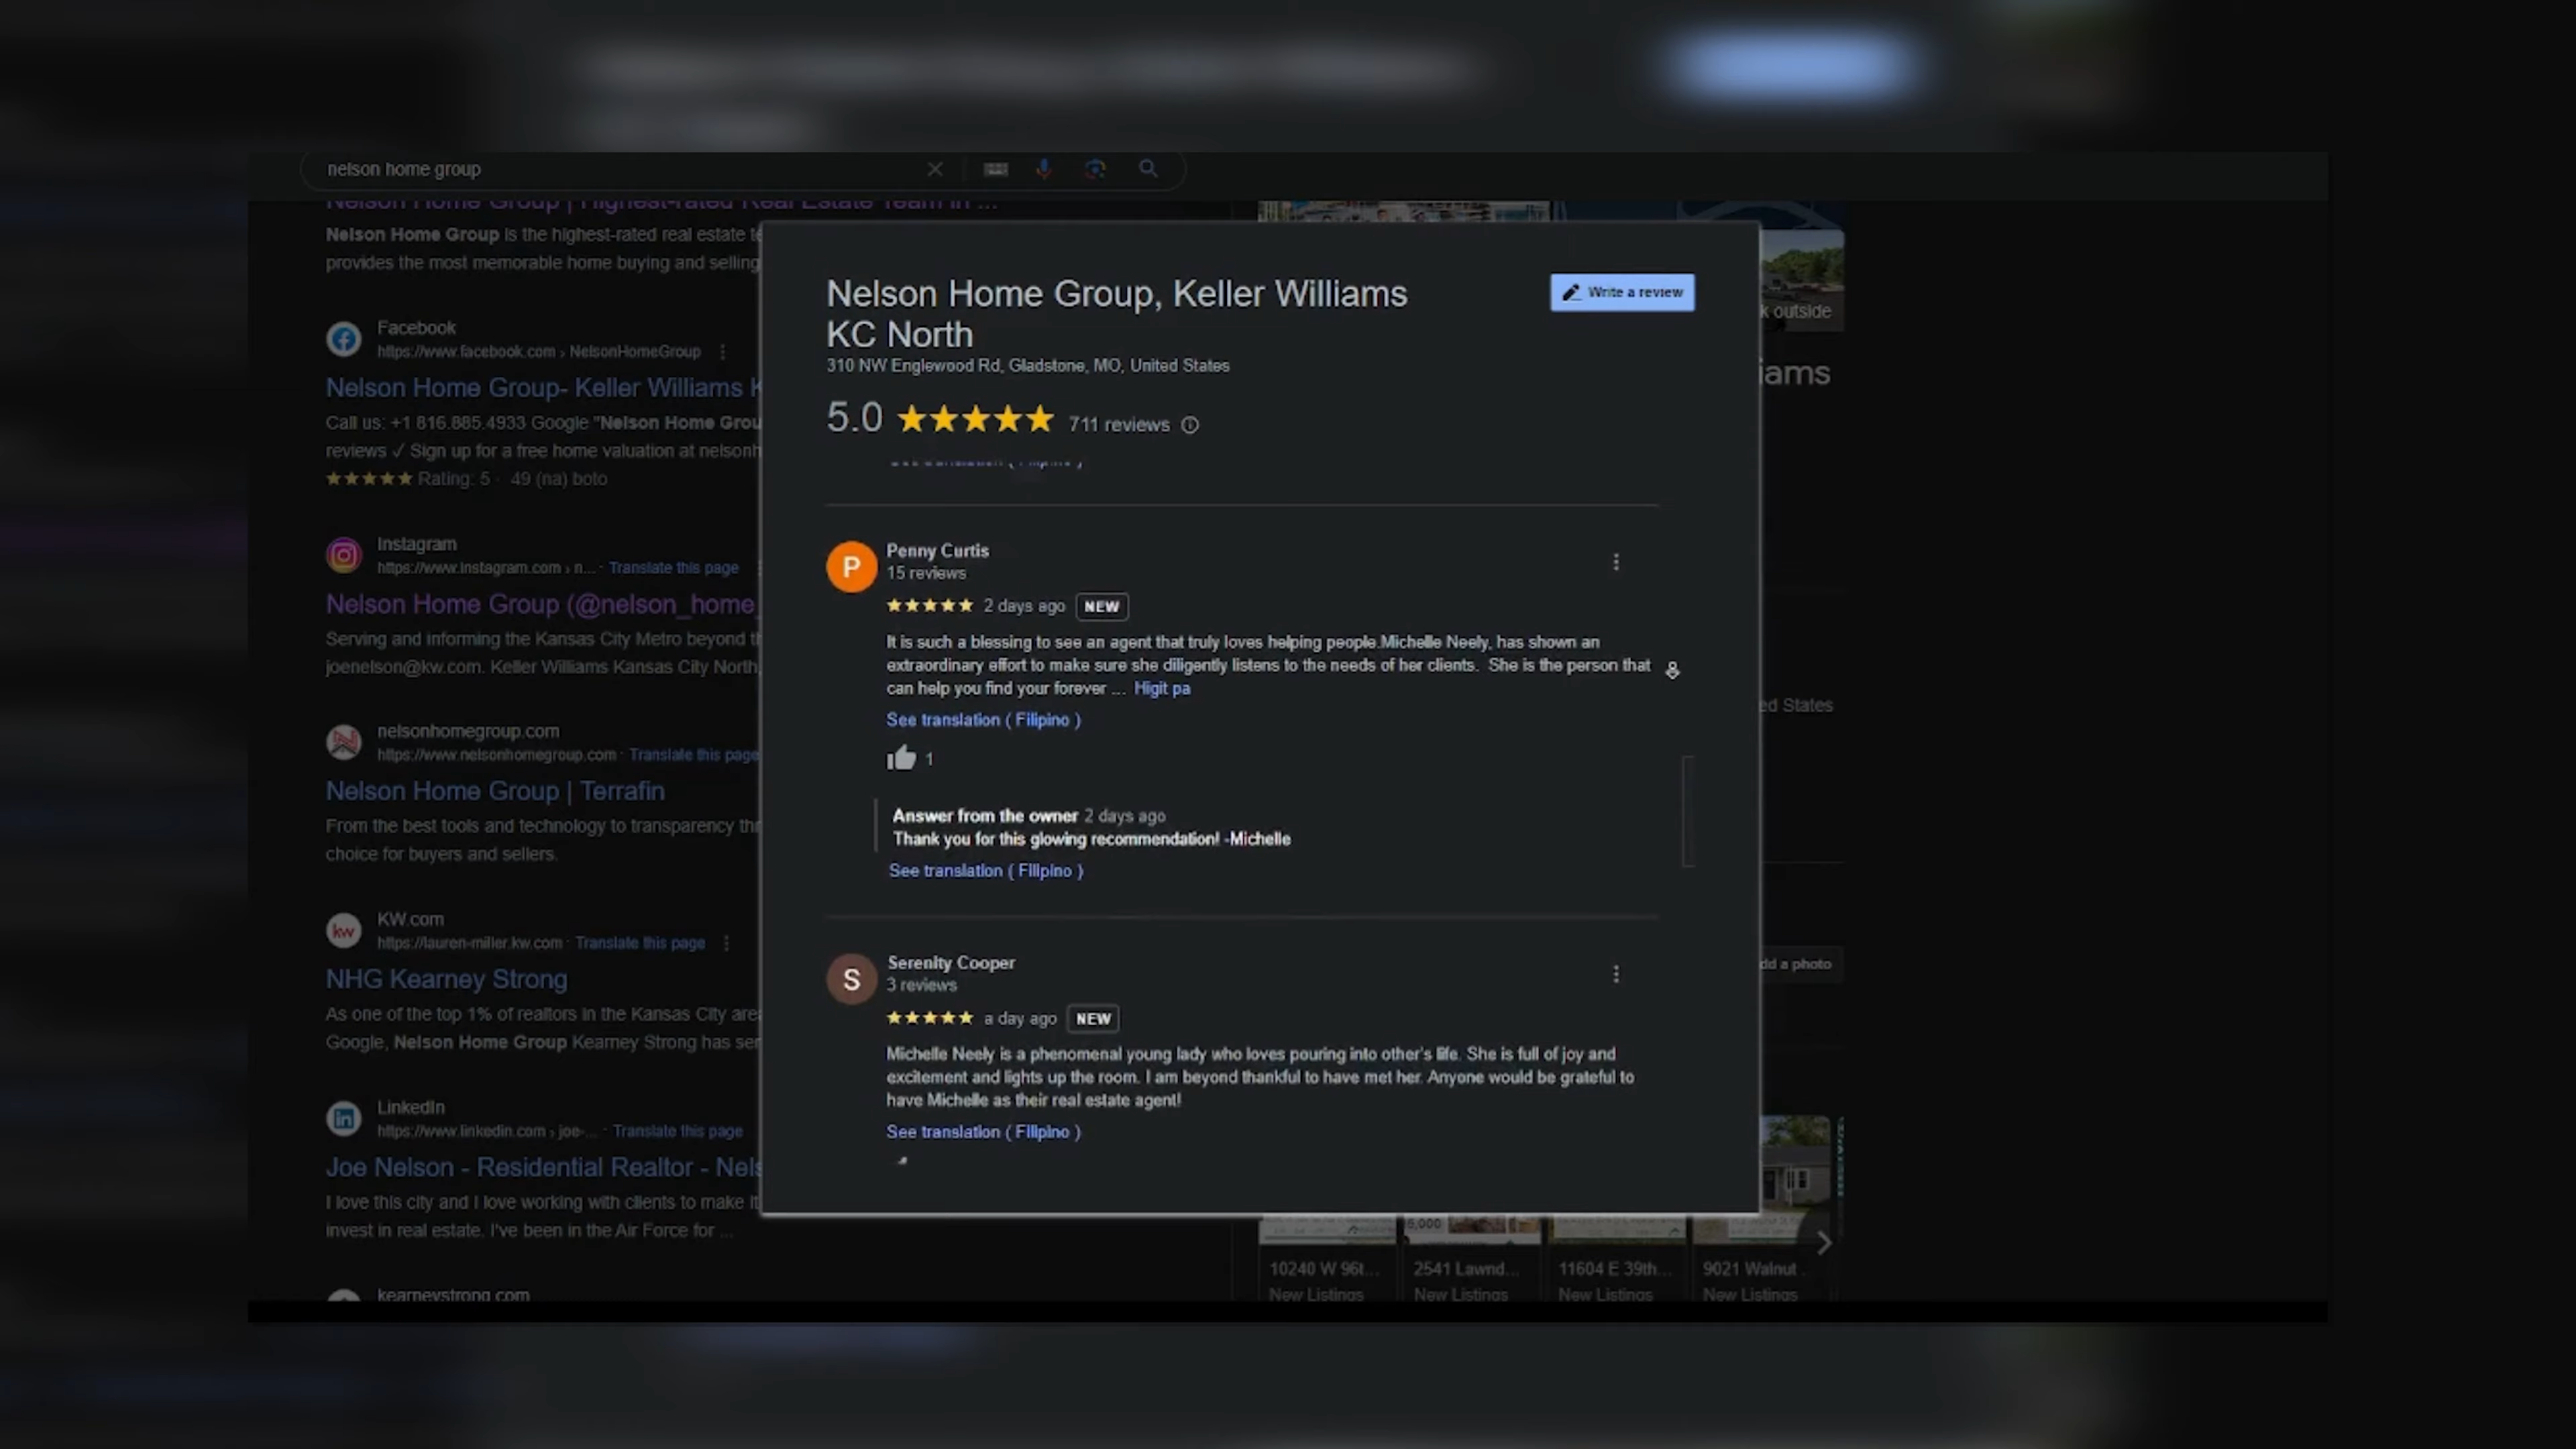 nelson home group
Nelson Home Group | Highest-rated Real Estate Team in ...
Nelson Home Group is the highest-rated real estate
provides the most memorable home buying and selling
Facebook
https://www.facebook.com › NelsonHomeGroup
Nelson Home Group- Keller Williams
Call us: +1 816.885.4933 Google "Nelson Home
reviews ✓ Sign up for a free home valuation at
★★★★★ Rating: 5 · 49 (na) boto
Instagram
https://www.instagram.com › n... · Translate this page
Nelson Home Group (@nelson_home_
Serving and informing the Kansas City Metro beyond
joenelson@kw.com. Keller Williams Kansas City North,
nelsonhomegroup.com
https://www.nelsonhomegroup.com · Translate this page
Nelson Home Group | Terrafin
From the best tools and technology to transparency
choice for buyers and sellers.
KW.com
https://lauren-miller.kw.com · Translate this page
NHG Kearney Strong
As one of the top 1% of realtors in the Kansas City
Google, Nelson Home Group Kearney Strong has
LinkedIn
https://www.linkedin.com › joe-... · Translate this page
Joe Nelson - Residential Realtor -
I love this city and I love working with clients to make
invest in real estate. I've been in the Air Force for ...
kearneystrong.com
Nelson Home Group, Keller Williams
KC North
Write a review
310 NW Englewood Rd, Gladstone, MO, United States
5.0 ★★★★★ 711 reviews
See translation ( Filipino )
P
Penny Curtis
15 reviews
★★★★★ 2 days ago NEW
It is such a blessing to see an agent that truly loves helping people.Michelle Neely, has shown an
extraordinary effort to make sure she diligently listens to the needs of her clients. She is the person that
can help you find your forever ... Higit pa
See translation ( Filipino )
1
Answer from the owner 2 days ago
Thank you for this glowing recommendation! -Michelle
See translation ( Filipino )
S
Serenity Cooper
3 reviews
★★★★★ a day ago NEW
Michelle Neely is a phenomenal young lady who loves pouring into other's life. She is full of joy and
excitement and lights up the room. I am beyond thankful to have met her. Anyone would be grateful to
have Michelle as their real estate agent!
See translation ( Filipino )
k outside
iams
ed States
dd a photo
6,000
10240 W 96t...
New Listings
2541 Lawnd...
New Listings
11604 E 39th...
New Listings
9021 Walnut
New Listings